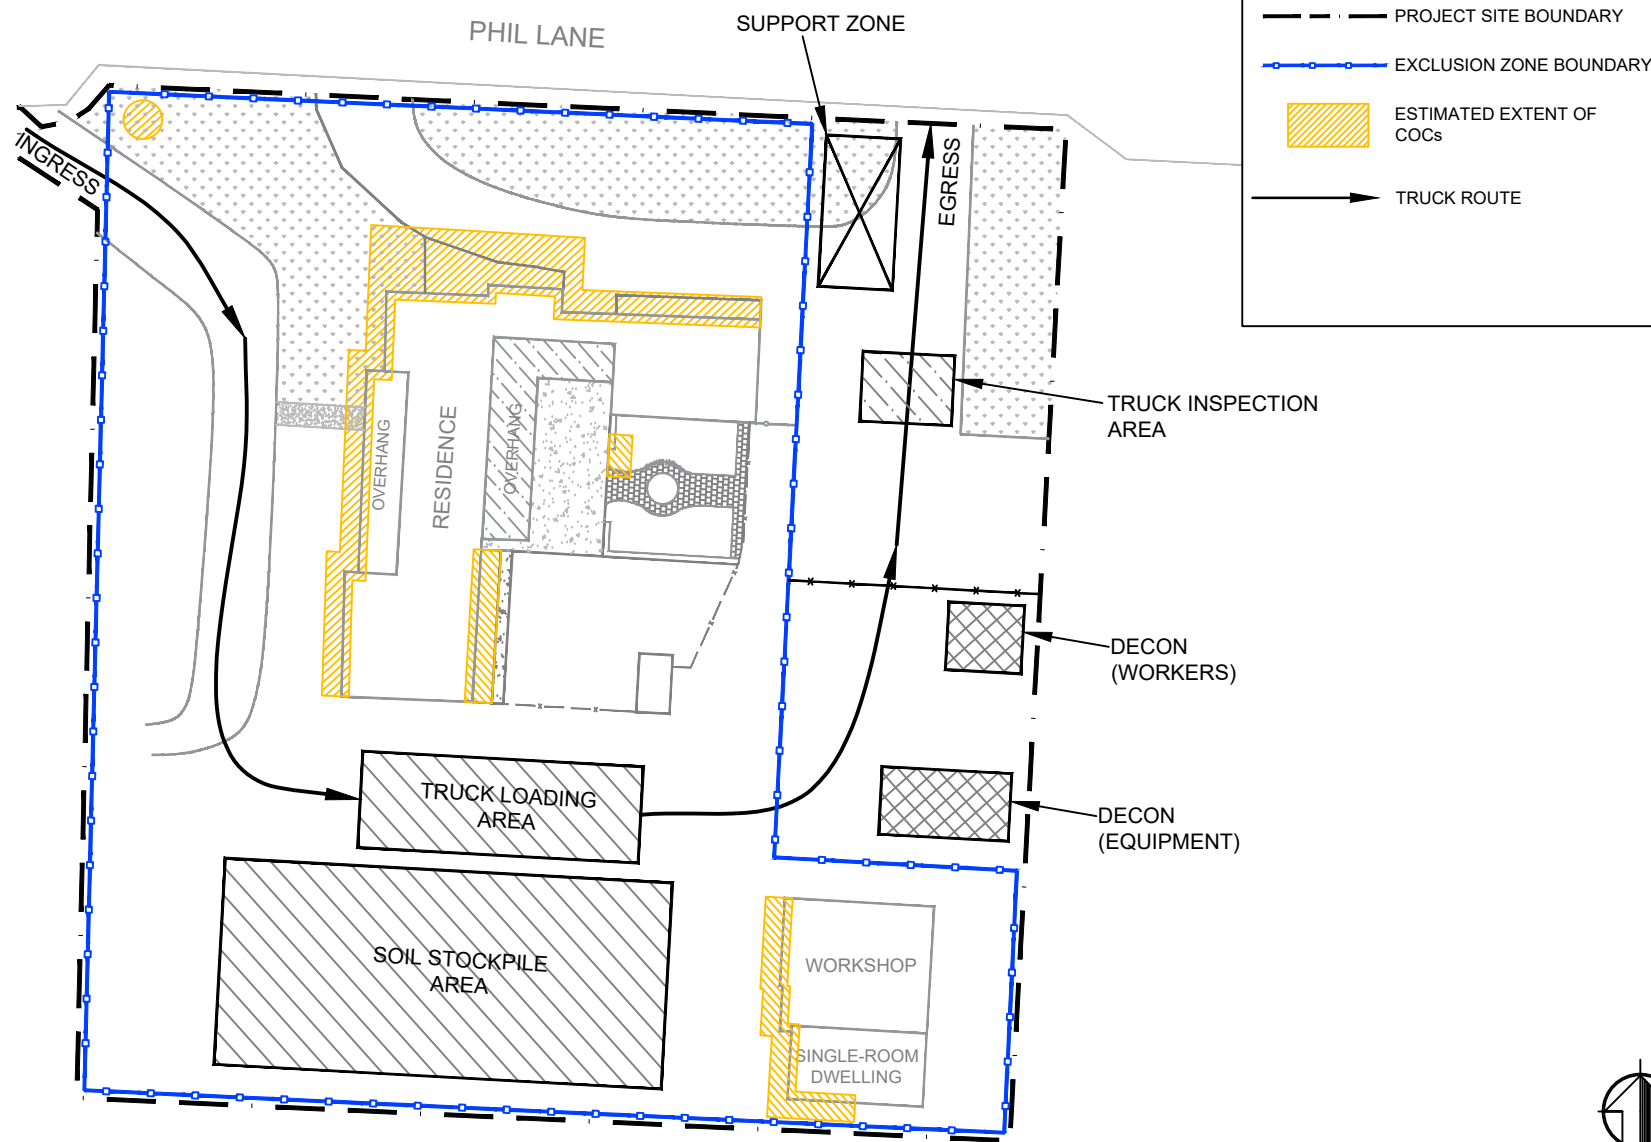 PHIL LANE
SUPPORT ZONE
PROJECT SITE BOUNDARY
EXCLUSION ZONE BOUNDARY
ESTIMATED EXTENT OF
COCs
TRUCK ROUTE
INGRESS
EGRESS
TRUCK INSPECTION
AREA
OVERHANG
RESIDENCE
OVERHANG
DECON
(WORKERS)
TRUCK LOADING
AREA
DECON
(EQUIPMENT)
SOIL STOCKPILE
AREA
WORKSHOP
SINGLE-ROOM
DWELLING